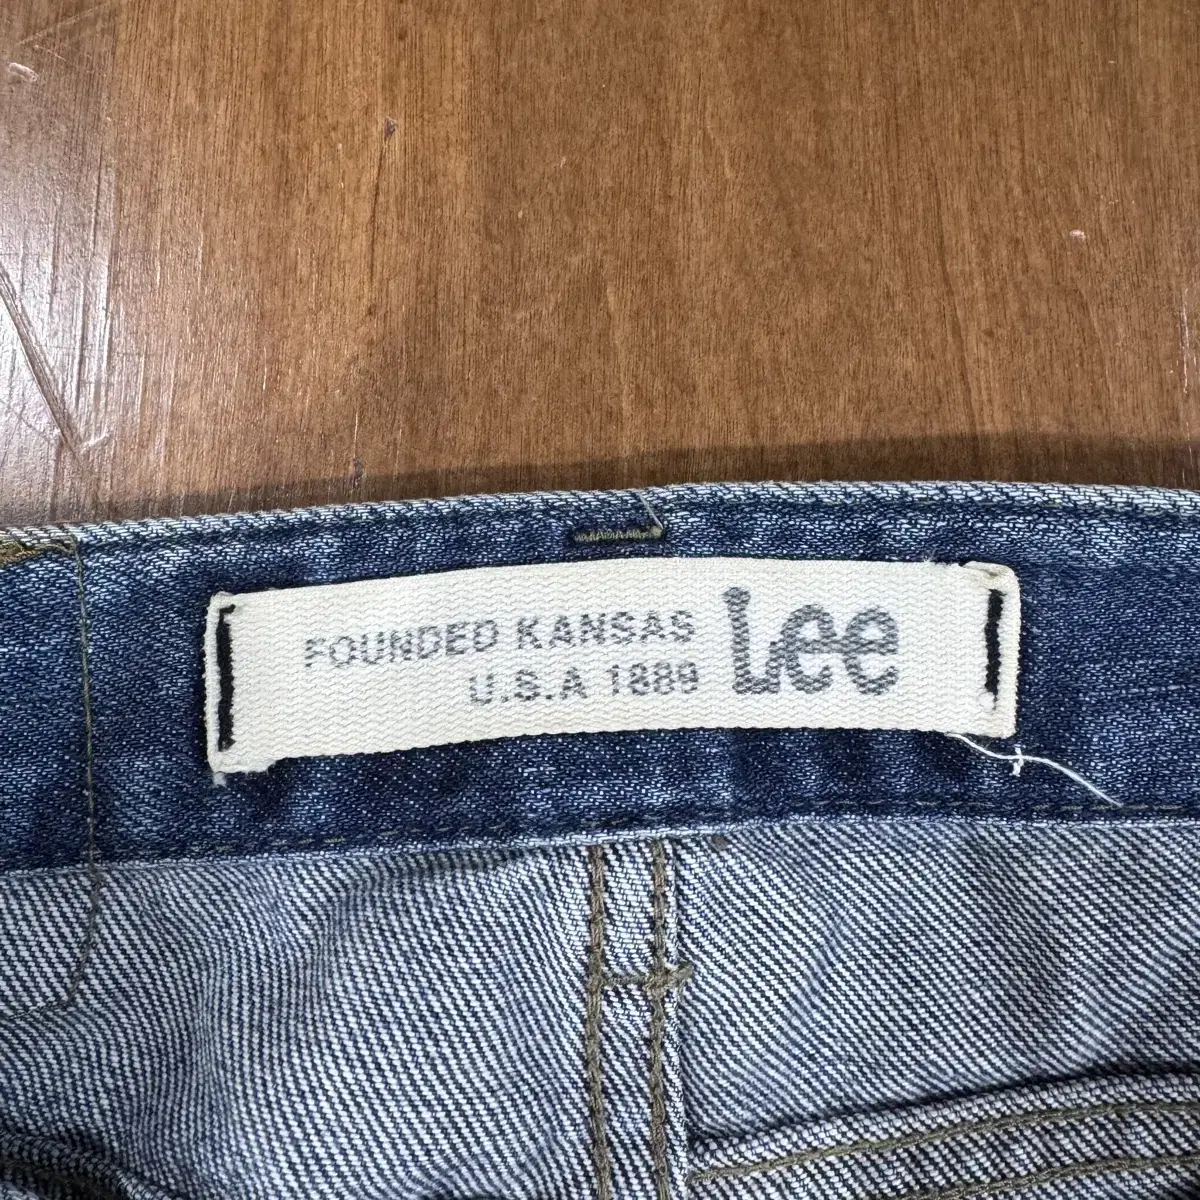 FOUNDED KANSAS
U.S.A 1889
Lee